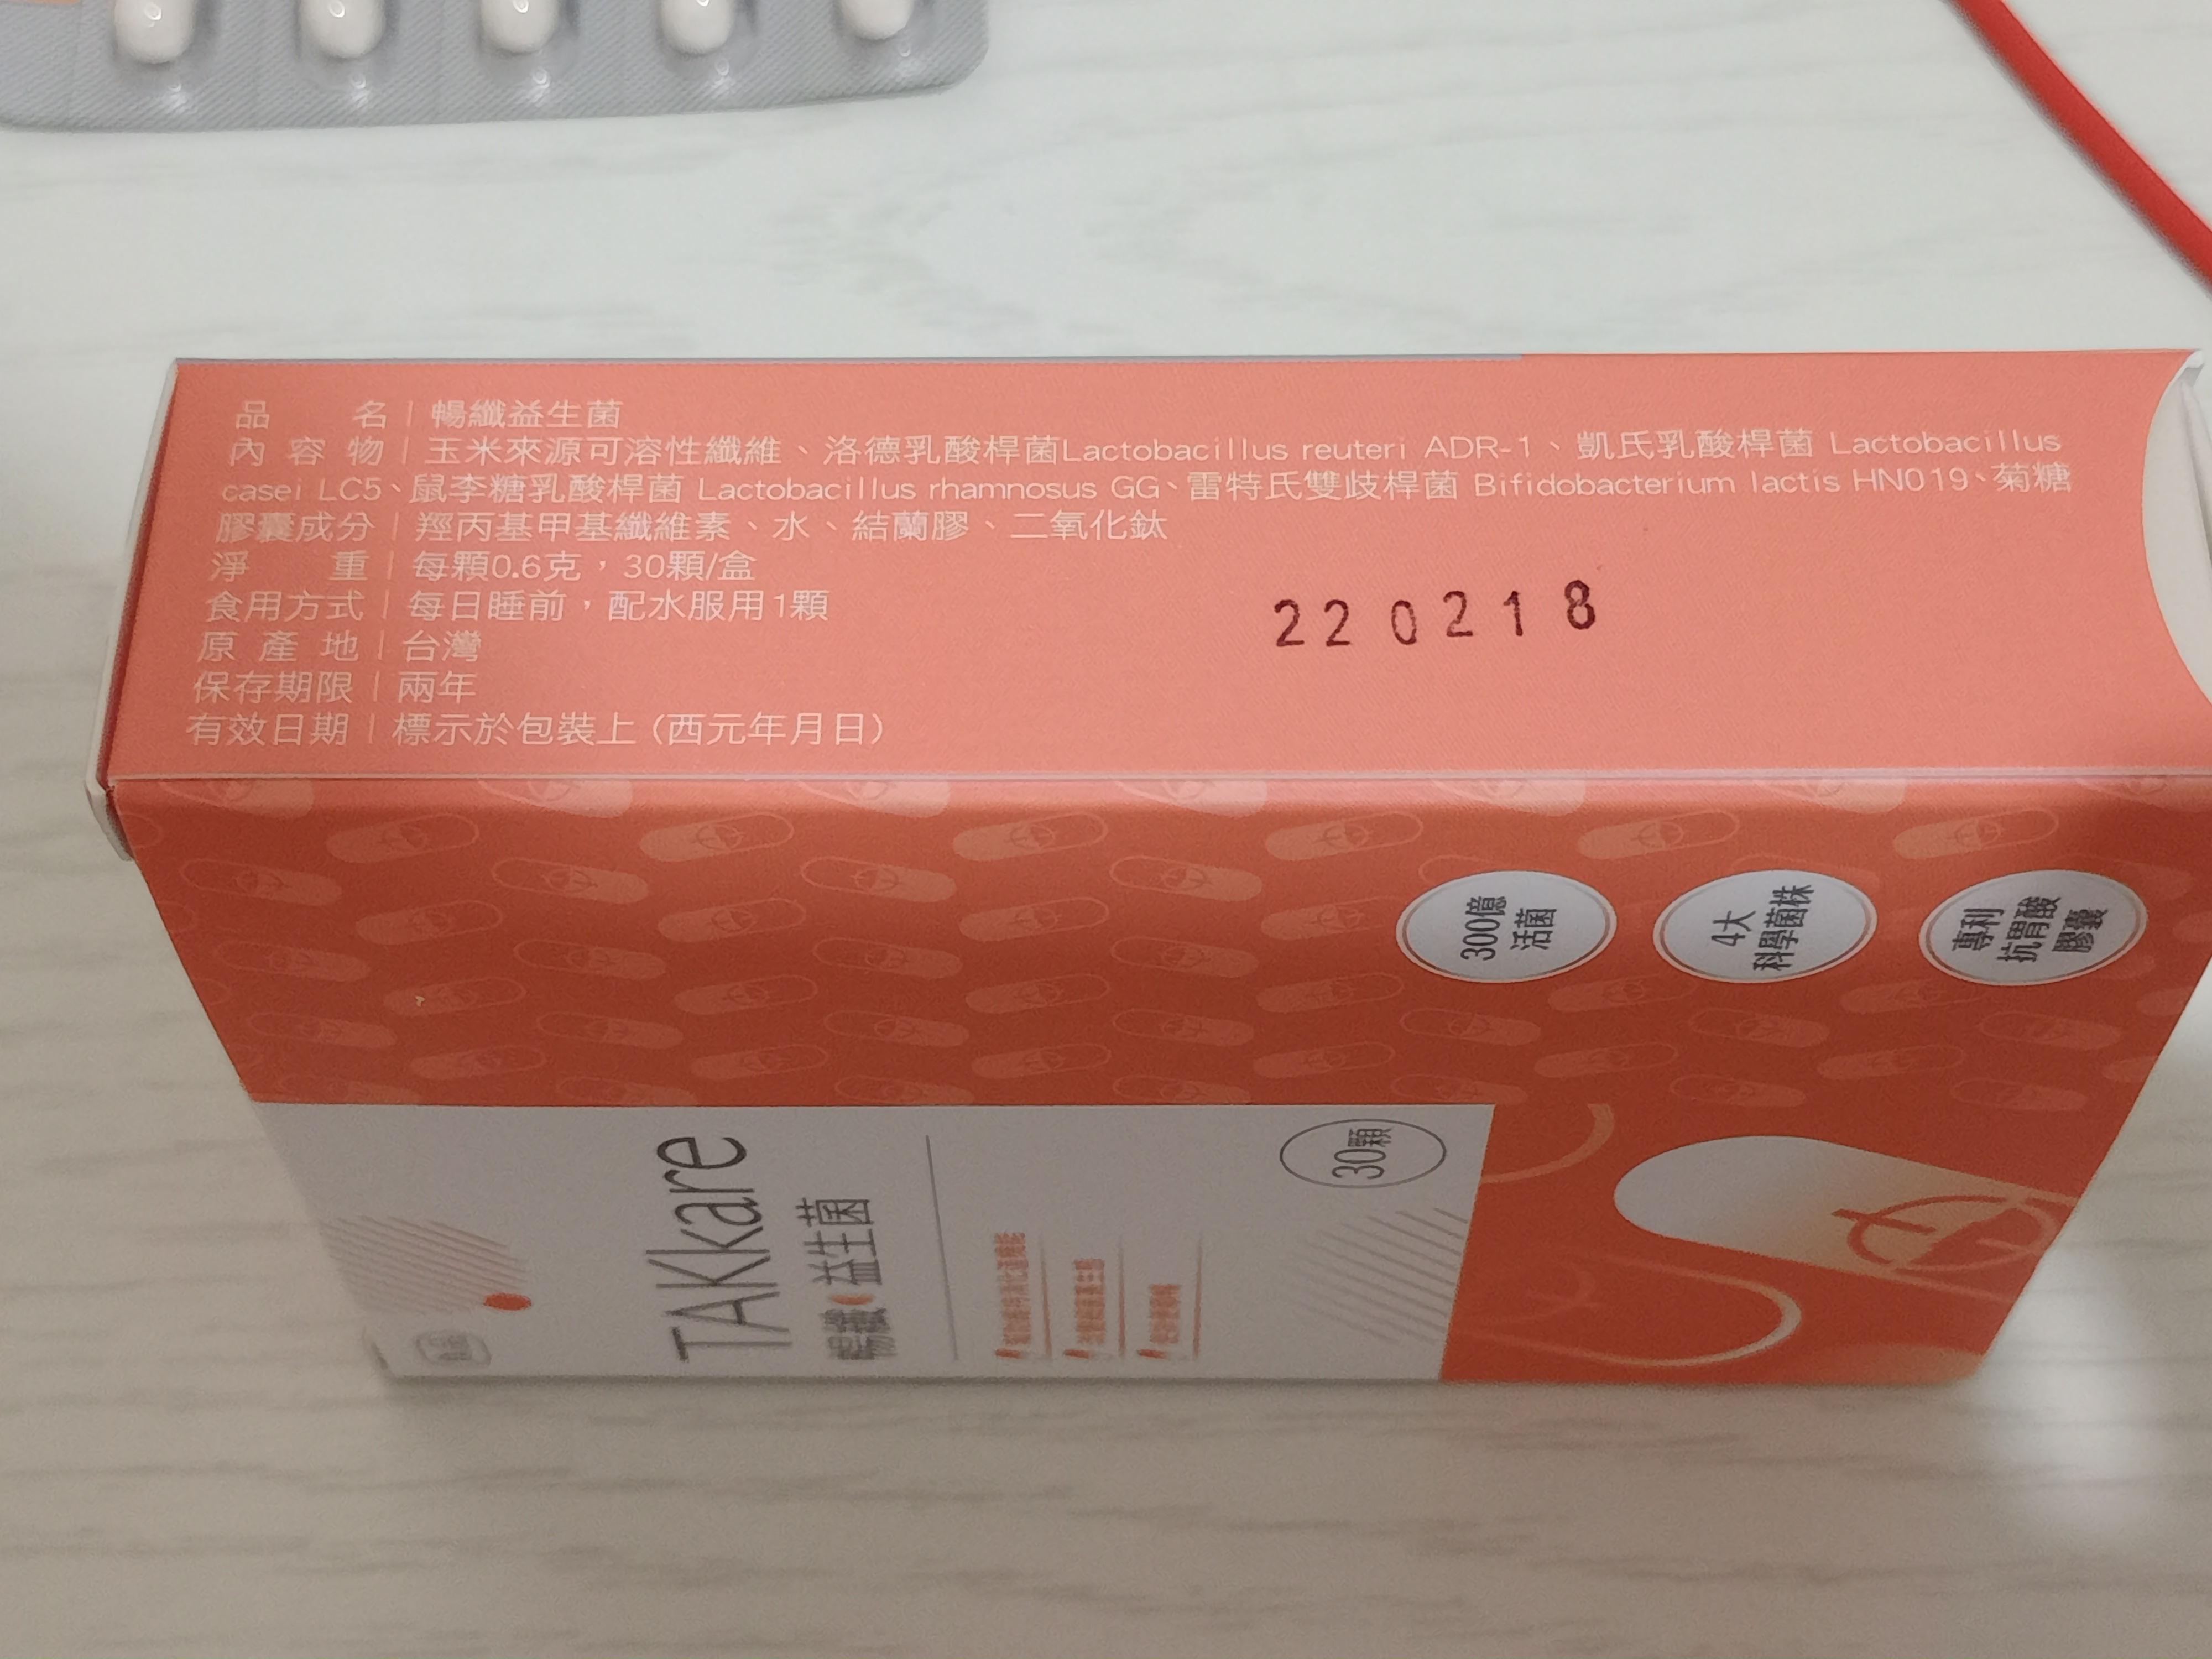 品名|暢纖益生菌
內容物|玉米來源可溶性纖維、洛德乳酸桿菌Lactobacillus reuteri ADR-1、凱氏乳酸桿菌 Lactobacillus
casei LC5、鼠李糖乳酸桿菌 Lactobacillus rhamnosus GG、雷特氏雙歧桿菌 Bifidobacterium lactis HN019、菊糖
膠囊成分|羥丙基甲基纖維素、水、結蘭膠、二氧化鈦
淨重|每顆0.6克，30顆/盒
食用方式|每日睡前，配水服用1顆
原產地|台灣
保存期限|兩年
有效日期|標示於包裝上(西元年月日)
220218
300億
活菌
4大
科學菌株
專利
抗胃酸
膠囊
TAKkare
暢纖益生菌
30顆